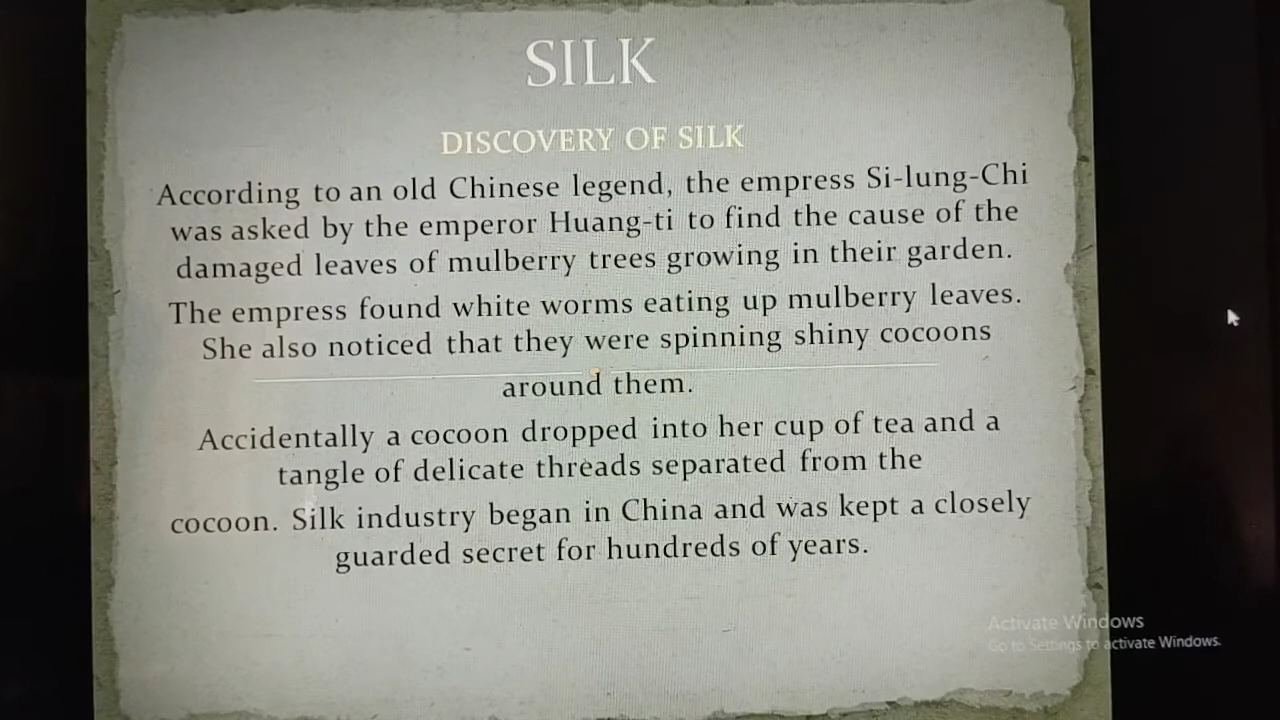 SILK
DISCOVERY OF SILK
According to an old Chinese legend, the empress Si-lung-Chi
was asked by the emperor Huang-ti to find the cause of the
damaged leaves of mulberry trees growing in their garden.
The empress found white worms eating up mulberry leaves.
She also noticed that they were spinning shiny cocoons
around them.
Accidentally a cocoon dropped into her cup of tea and a
tangle of delicate threads separated from the
cocoon. Silk industry began in China and was kept a closely
guarded secret for hundreds of years.
Activate Windows
Go to Settings to activate Windows.